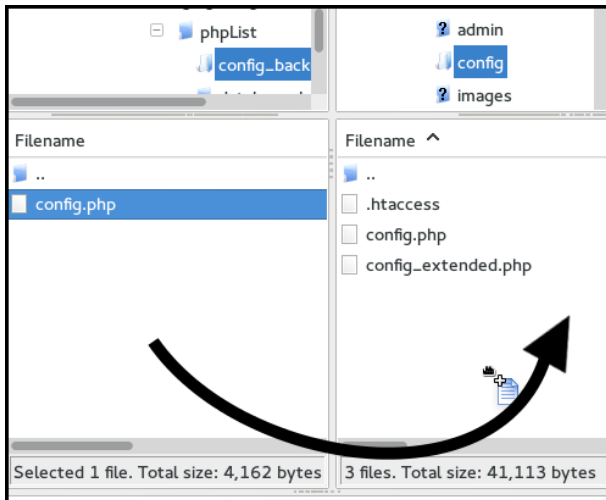 phpList
config_back
Filename
..
config.php
Selected 1 file. Total size: 4,162 bytes
admin
config
images
Filename
..
.htaccess
config.php
config_extended.php
3 files. Total size: 41,113 bytes